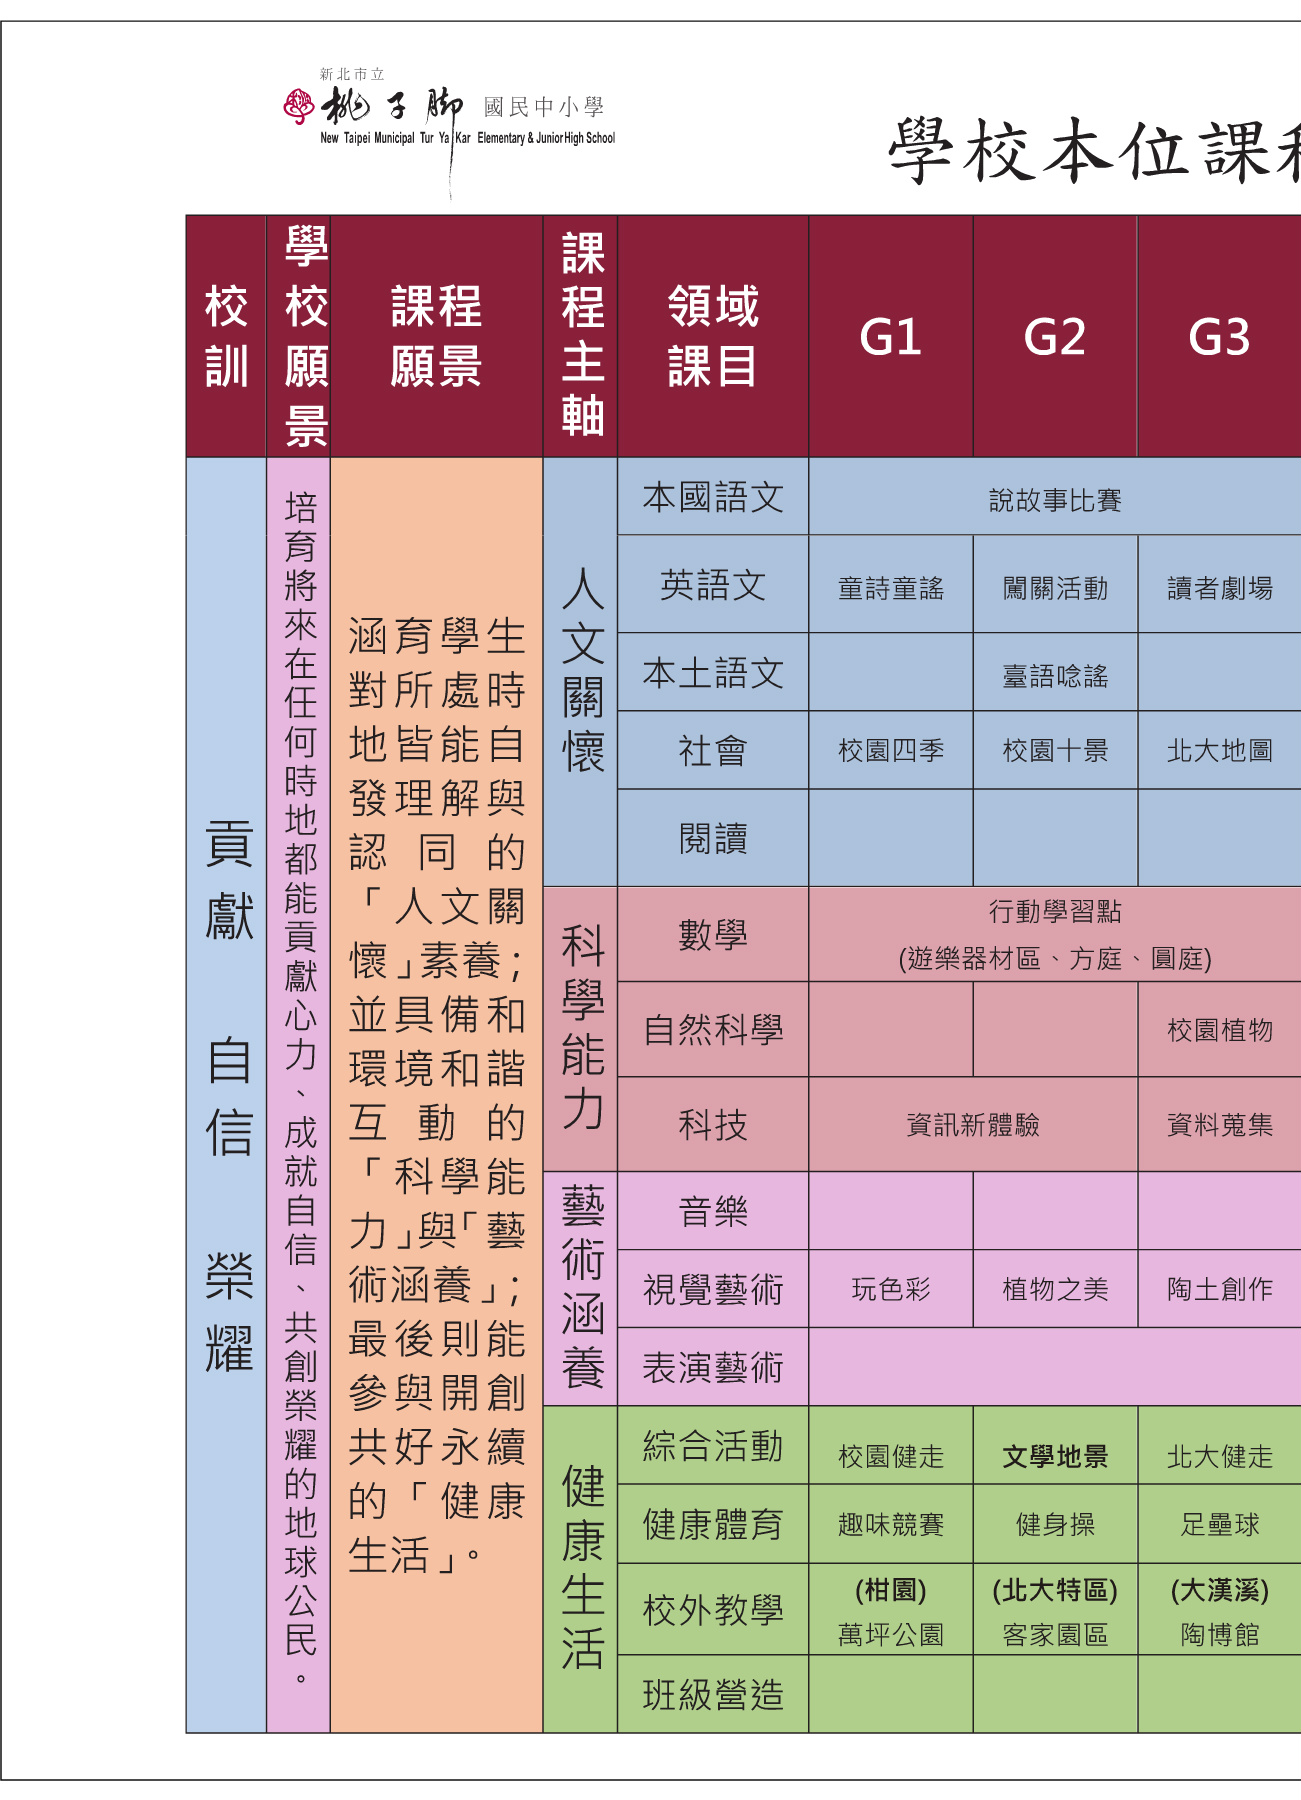 新北市立
桃子腳 國民中小學
New Taipei Municipal Tur Ya Kar Elementary & Junior High School
學校本位課程
校訓
學校願景
課程
願景
課程主軸
領域
課目
G1
G2
G3
貢獻 自信 榮耀
培育將來在任何時地都能貢獻心力、成就自信、共創榮耀的地球公民。
涵育學生
對所處時
地皆能自
發理解與
認同的
「人文關
懷」素養；
並具備和
環境和諧
互動的
「科學能
力」與「藝
術涵養」；
最後則能
參與開創
共好永續
的「健康
生活」。
人文關懷
本國語文
說故事比賽
英語文
童詩童謠
闖關活動
讀者劇場
本土語文
臺語唸謠
社會
校園四季
校園十景
北大地圖
閱讀
科學能力
數學
行動學習點
(遊樂器材區、方庭、圓庭)
自然科學
校園植物
科技
資訊新體驗
資料蒐集
藝術涵養
音樂
視覺藝術
玩色彩
植物之美
陶土創作
表演藝術
健康生活
綜合活動
校園健走
文學地景
北大健走
健康體育
趣味競賽
健身操
足壘球
校外教學
(柑園)
萬坪公園
(北大特區)
客家園區
(大漢溪)
陶博館
班級營造